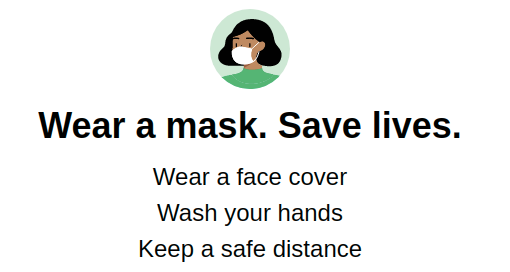 Wear a mask. Save lives.
Wear a face cover
Wash your hands
Keep a safe distance